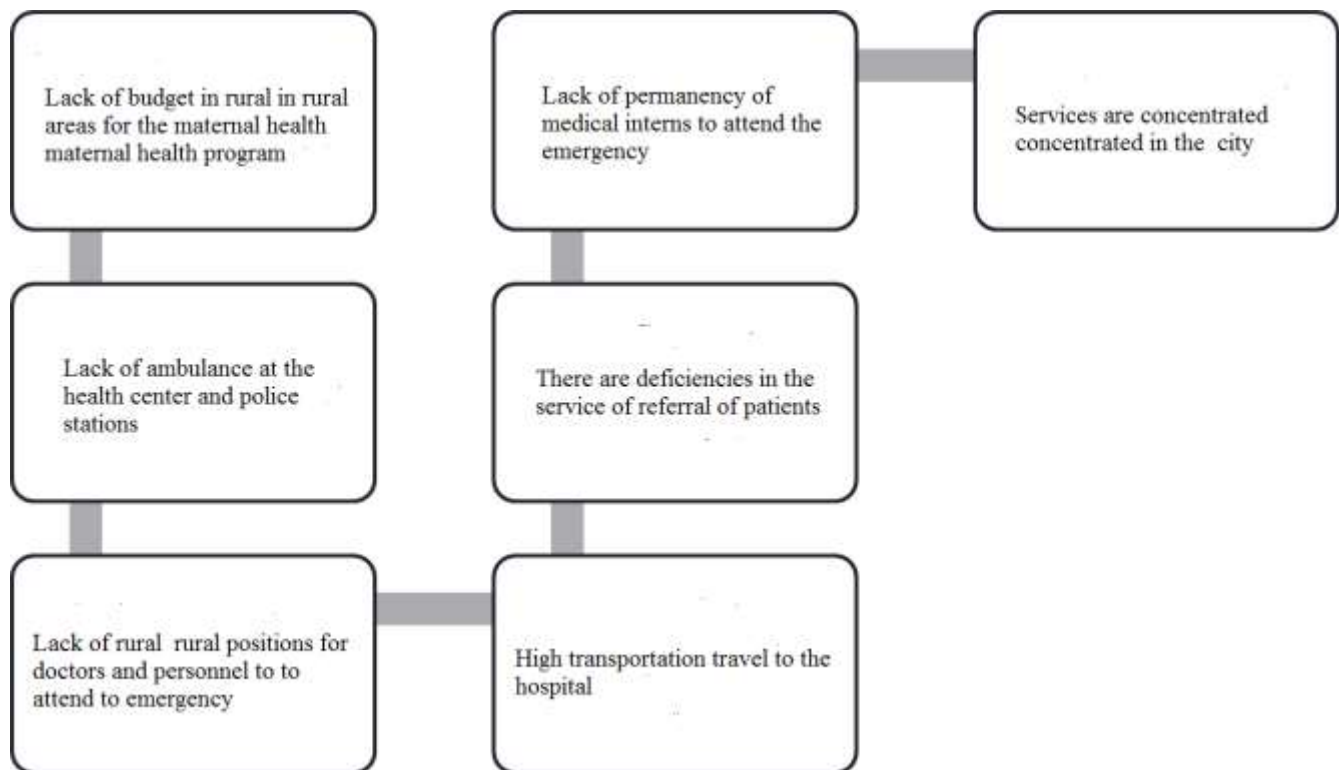 Lack of budget in rural in rural
areas for the maternal health
maternal health program
Lack of ambulance at the
health center and police
stations
Lack of rural rural positions for
doctors and personnel to to
attend to emergency
High transportation travel to the
hospital
There are deficiencies in the
service of referral of patients
Lack of permanency of
medical interns to attend the
emergency
Services are concentrated
concentrated in the city